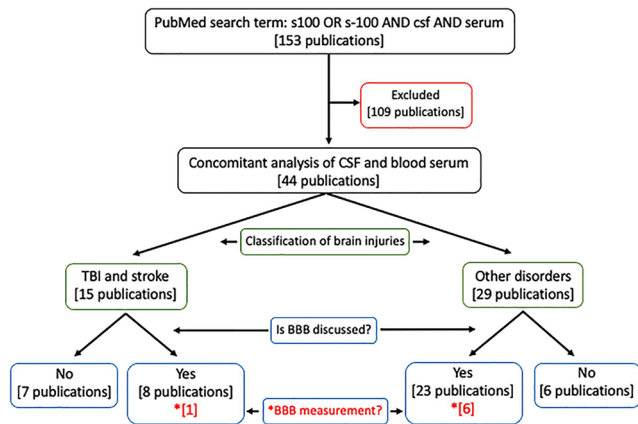 PubMed search term: s100 OR s-100 AND csf AND serum
[153 publications]
Excluded
[109 publications]
Concomitant analysis of CSF and blood serum
[44 publications]
Classification of brain injuries
TBI and stroke
[15 publications]
Other disorders
[29 publications]
Is BBB discussed?
No
[7 publications]
Yes
[8 publications]
*[1]
*BBB measurement?
Yes
[23 publications]
*[6]
No
[6 publications]